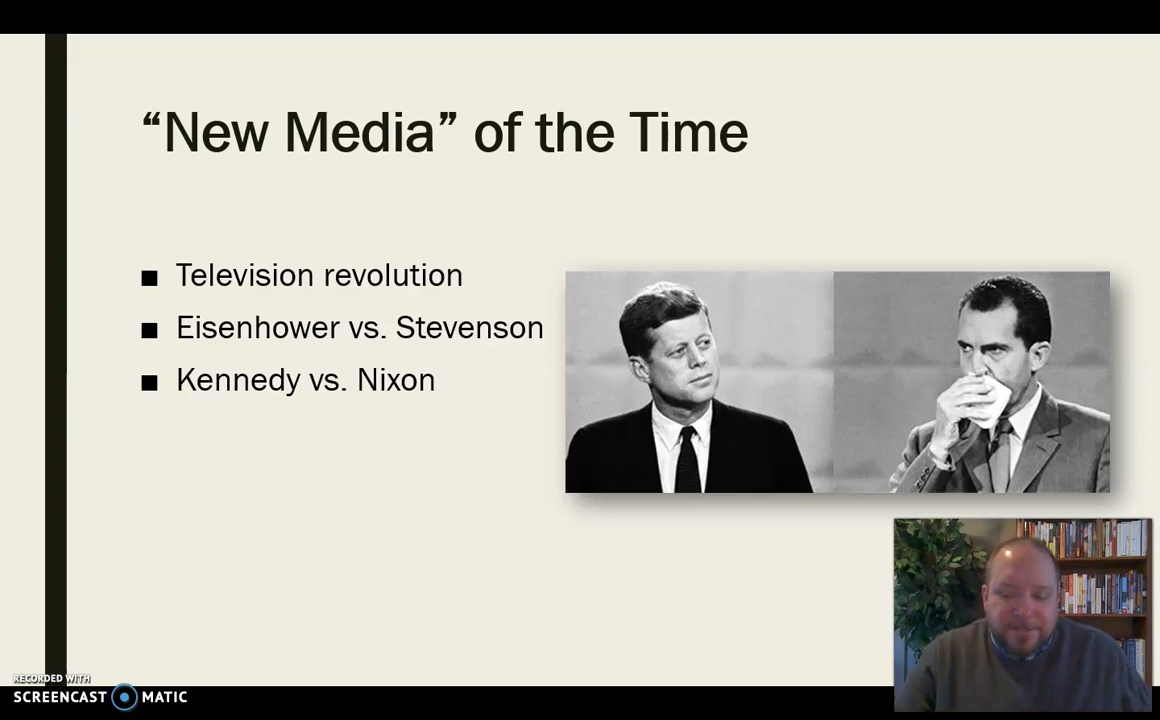 “New Media” of the Time
■ Television revolution
■ Eisenhower vs. Stevenson
■ Kennedy vs. Nixon
RECORDED WITH
SCREENCAST MATIC